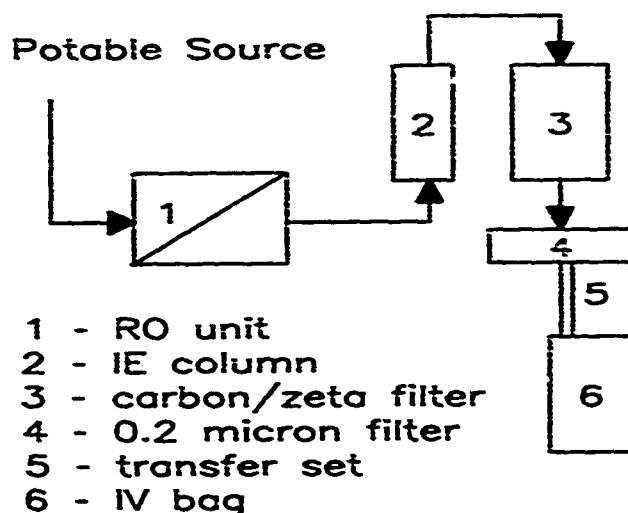 Potable Source
1
2
3
4
5
6
1 - RO unit
2 - IE column
3 - carbon/zeta filter
4 - 0.2 micron filter
5 - transfer set
6 - IV bag